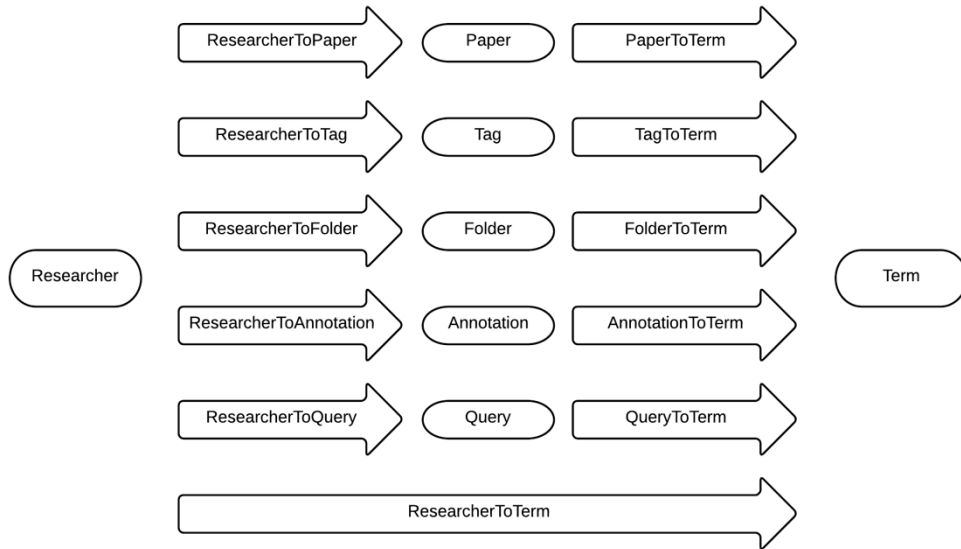 ResearcherToPaper Paper PaperToTerm
ResearcherToTag Tag TagToTerm
ResearcherToFolder Folder FolderToTerm
Researcher Term
ResearcherToAnnotation Annotation AnnotationToTerm
ResearcherToQuery Query QueryToTerm
ResearcherToTerm